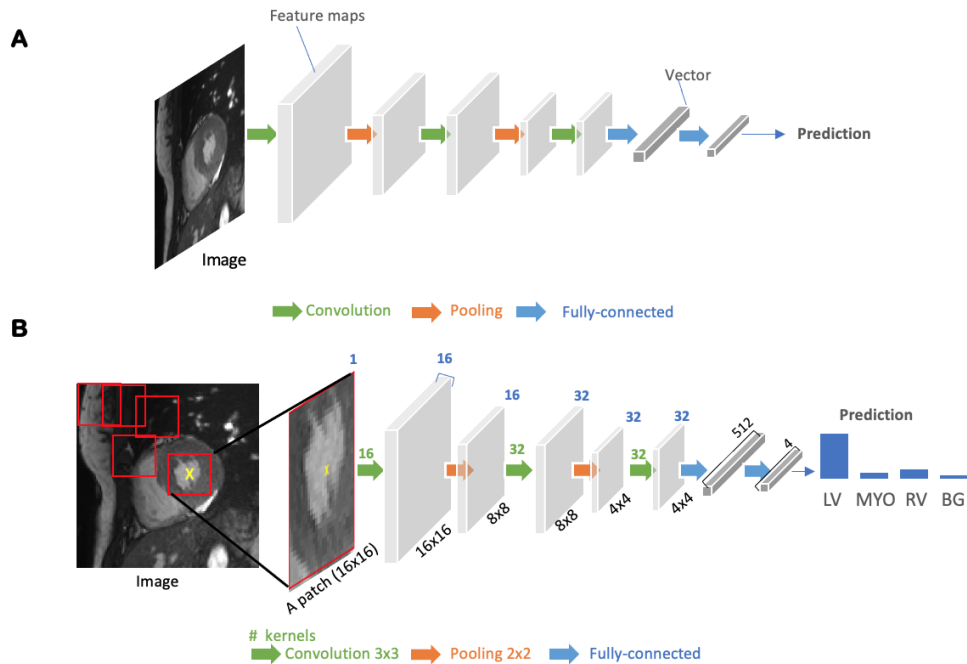 A
Feature maps
Vector
Prediction
Image
Convolution
Pooling
Fully-connected
B
1
16
16
32
32
32
16
32
32
512
4
Prediction
X
x
LV MYO RV BG
A patch (16x16)
16x16
8x8
8x8
4x4
4x4
Image
# kernels
Convolution 3x3
Pooling 2x2
Fully-connected